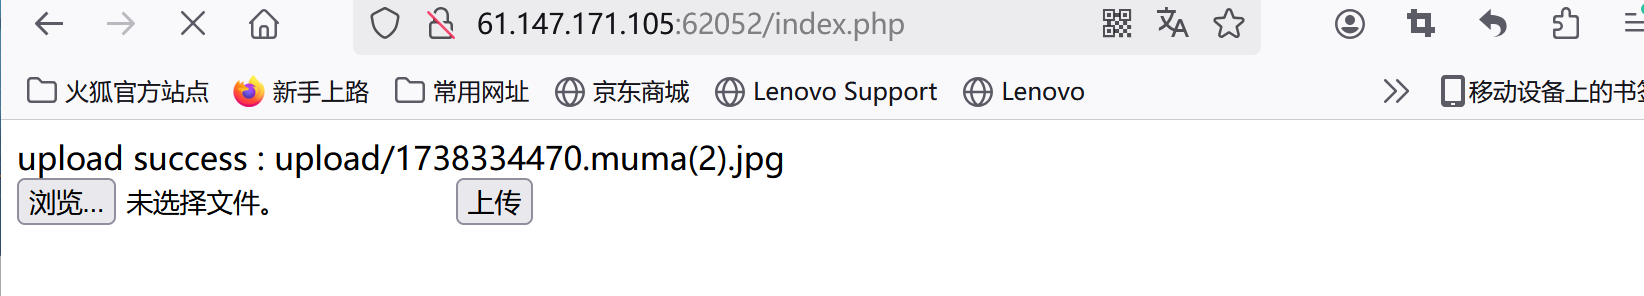 61.147.171.105:62052/index.php
火狐官方站点 新手上路 常用网址 京东商城 Lenovo Support Lenovo 移动设备上的书签
upload success : upload/1738334470.muma(2).jpg
浏览... 未选择文件。 上传